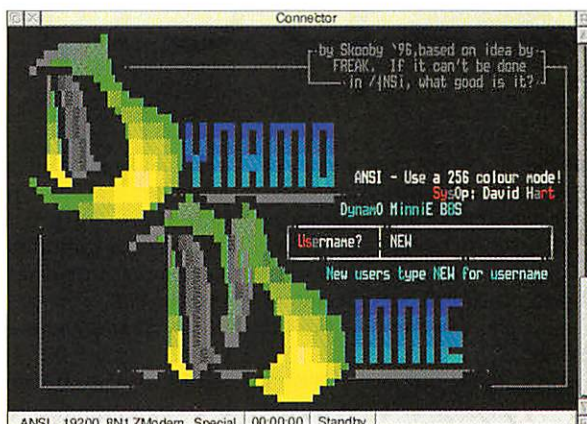 Connector
by Skooby `96,based on idea by
FREAK. If it can't be done
in /{NSi, what good is it?
YNAMO
ANSI - Use a 256 colour mode!
SysOp: David Hart
DynamO MinniE BBS
Username? NEW
New users type NEW for username
INNIE
ANSI 19200 8N1 ZModem Special 00:00:00 Standby